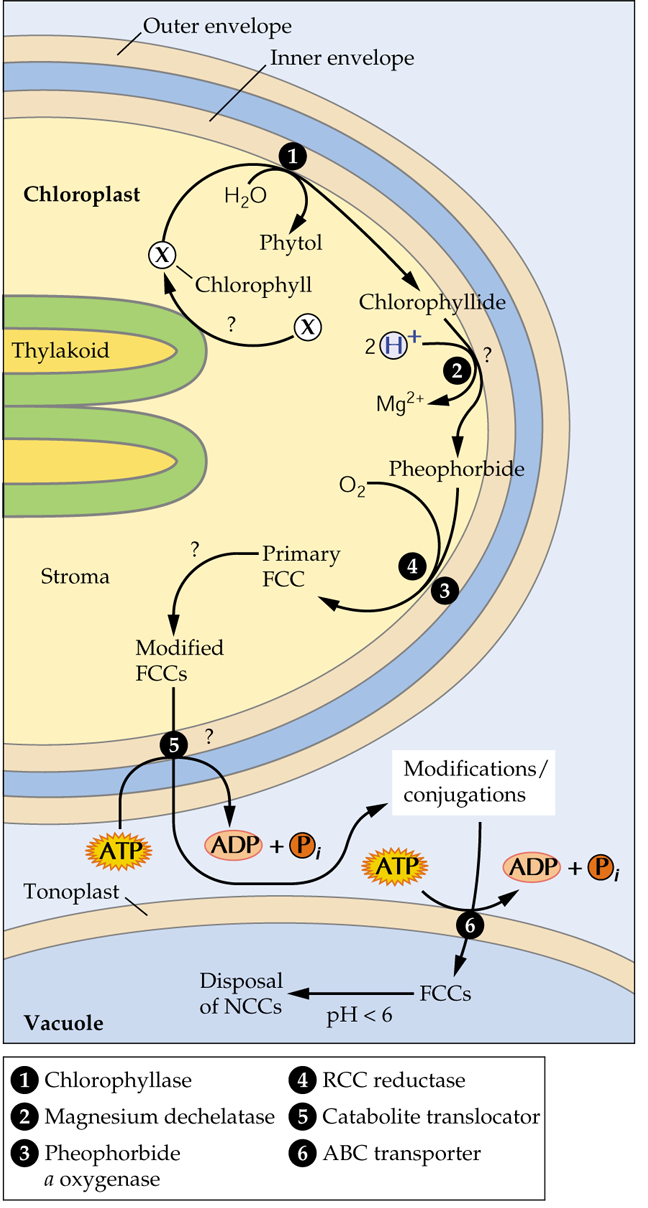 Outer envelope
Inner envelope
1
Chloroplast
H₂O
Phytol
X
Chlorophyll
Chlorophyllide
?
X
2 H⁺
?
Thylakoid
2
Mg²⁺
Pheophorbide
O₂
?
Primary
FCC
4
Stroma
3
Modified
FCCs
5
?
Modifications/
conjugations
ATP
ADP + Pᵢ
ATP
ADP + Pᵢ
Tonoplast
6
Disposal
of NCCs
FCCs
pH < 6
Vacuole
1 Chlorophyllase
2 Magnesium dechelatase
3 Pheophorbide
a oxygenase
4 RCC reductase
5 Catabolite translocator
6 ABC transporter